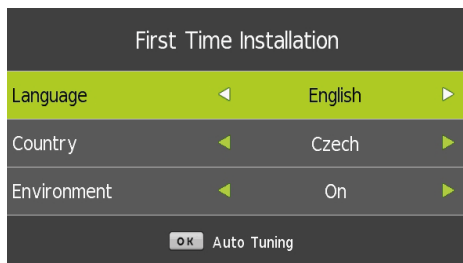 First Time Installation
Language English
Country Czech
Environment On
OK Auto Tuning